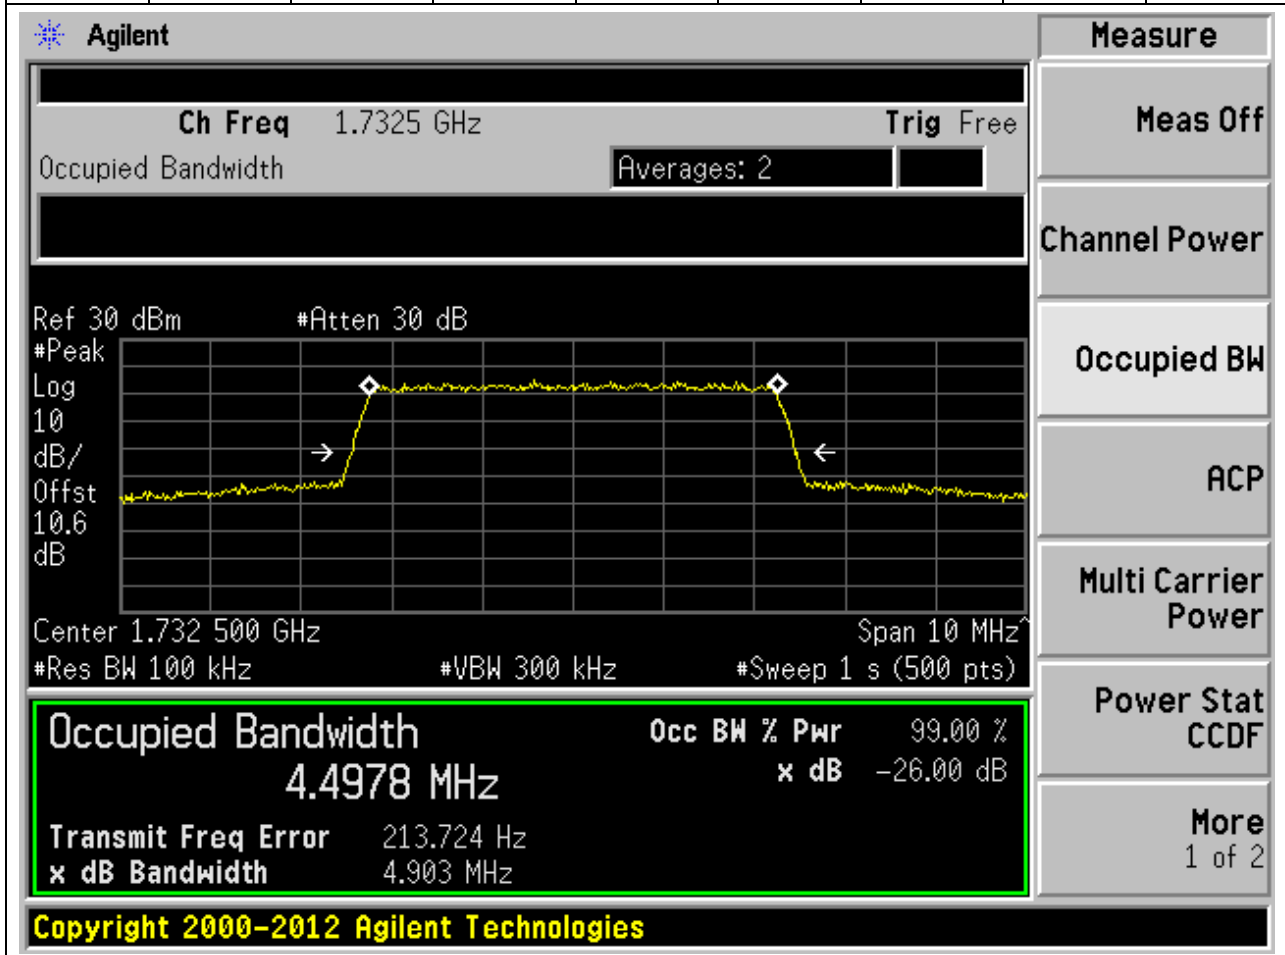 Agilent
Measure
Ch Freq 1.7325 GHz Trig Free
Occupied Bandwidth Averages: 2
Ref 30 dBm #Atten 30 dB
#Peak
Log
10
dB/
Offst
10.6
dB
Center 1.732 500 GHz Span 10 MHz^
#Res BW 100 kHz #VBW 300 kHz #Sweep 1 s (500 pts)
Occupied Bandwidth Occ BW % Pwr 99.00 %
4.4978 MHz x dB -26.00 dB
Transmit Freq Error 213.724 Hz
x dB Bandwidth 4.903 MHz
Copyright 2000-2012 Agilent Technologies
Meas Off
Channel Power
Occupied BW
ACP
Multi Carrier
Power
Power Stat
CCDF
More
1 of 2